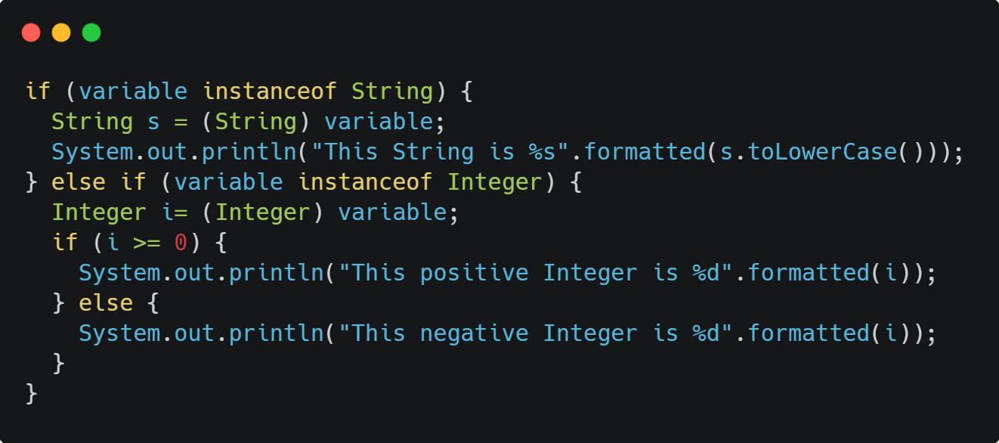 if (variable instanceof String) {
  String s = (String) variable;
  System.out.println("This String is %s".formatted(s.toLowerCase()));
} else if (variable instanceof Integer) {
  Integer i= (Integer) variable;
  if (i >= 0) {
    System.out.println("This positive Integer is %d".formatted(i));
  } else {
    System.out.println("This negative Integer is %d".formatted(i));
  }
}